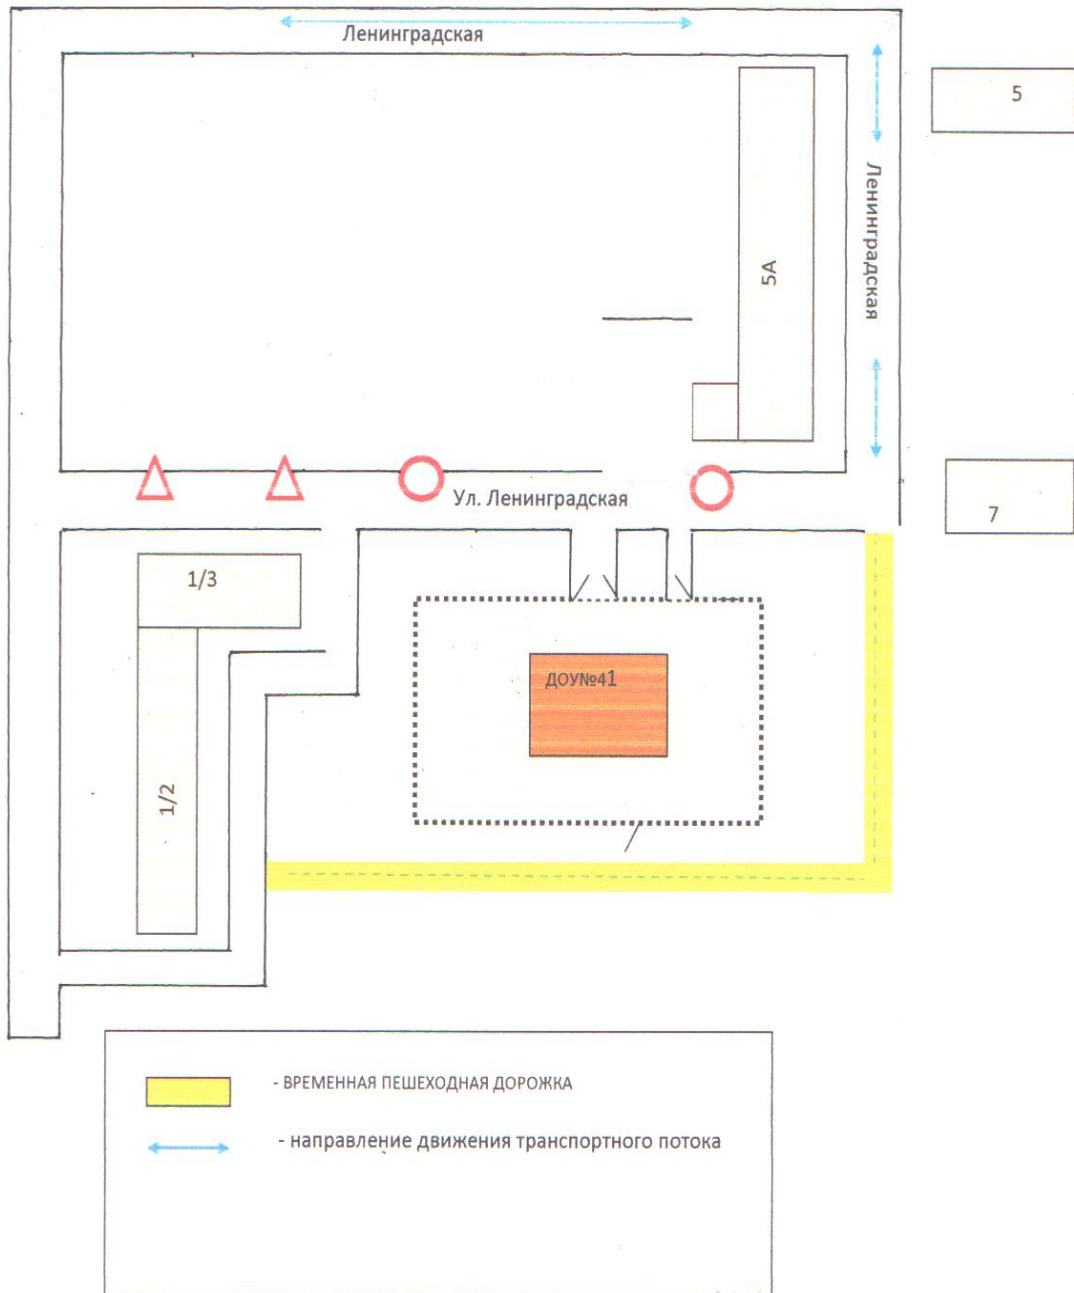 Ленинградская
5
Ленинградская
5А
Ул. Ленинградская
7
1/3
ДОУ№41
1/2
- ВРЕМЕННАЯ ПЕШЕХОДНАЯ ДОРОЖКА
- направление движения транспортного потока